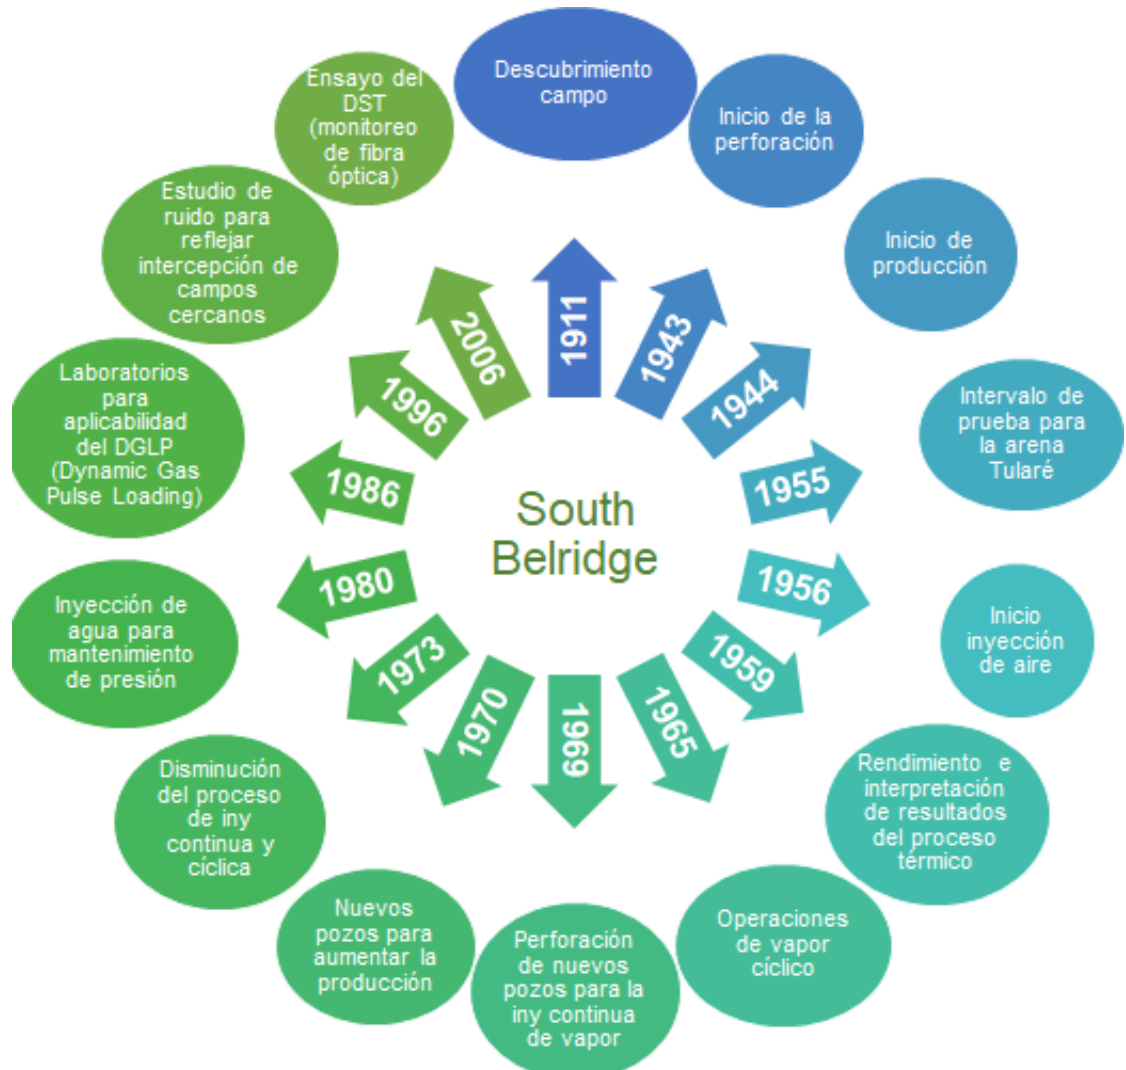 Descubrimiento
campo
1911
Inicio de la
perforación
1943
Inicio de
producción
1944
Intervalo de
prueba para
la arena
Tularé
1955
Inicio
inyección
de aire
1956
Rendimiento e
interpretación
de resultados
del proceso
térmico
1959
Operaciones
de vapor
cíclico
1965
Perforación
de nuevos
pozos para la
iny continua
de vapor
1969
Nuevos
pozos para
aumentar la
producción
1970
Disminución
del proceso
de iny
continua y
cíclica
1973
Inyección de
agua para
mantenimiento
de presión
1980
Laboratorios
para
aplicabilidad
del DGLP
(Dynamic Gas
Pulse Loading)
1986
Estudio de
ruido para
reflejar
intercepción de
campos
cercanos
1996
Ensayo del
DST
(monitoreo
de fibra
óptica)
2006
South
Belridge